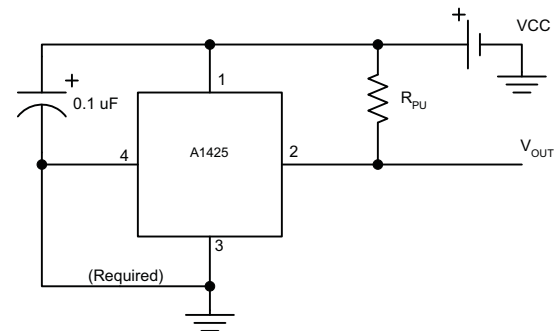 +
VCC
+
0.1 uF
1
R_PU
4
A1425
2
V_OUT
3
(Required)